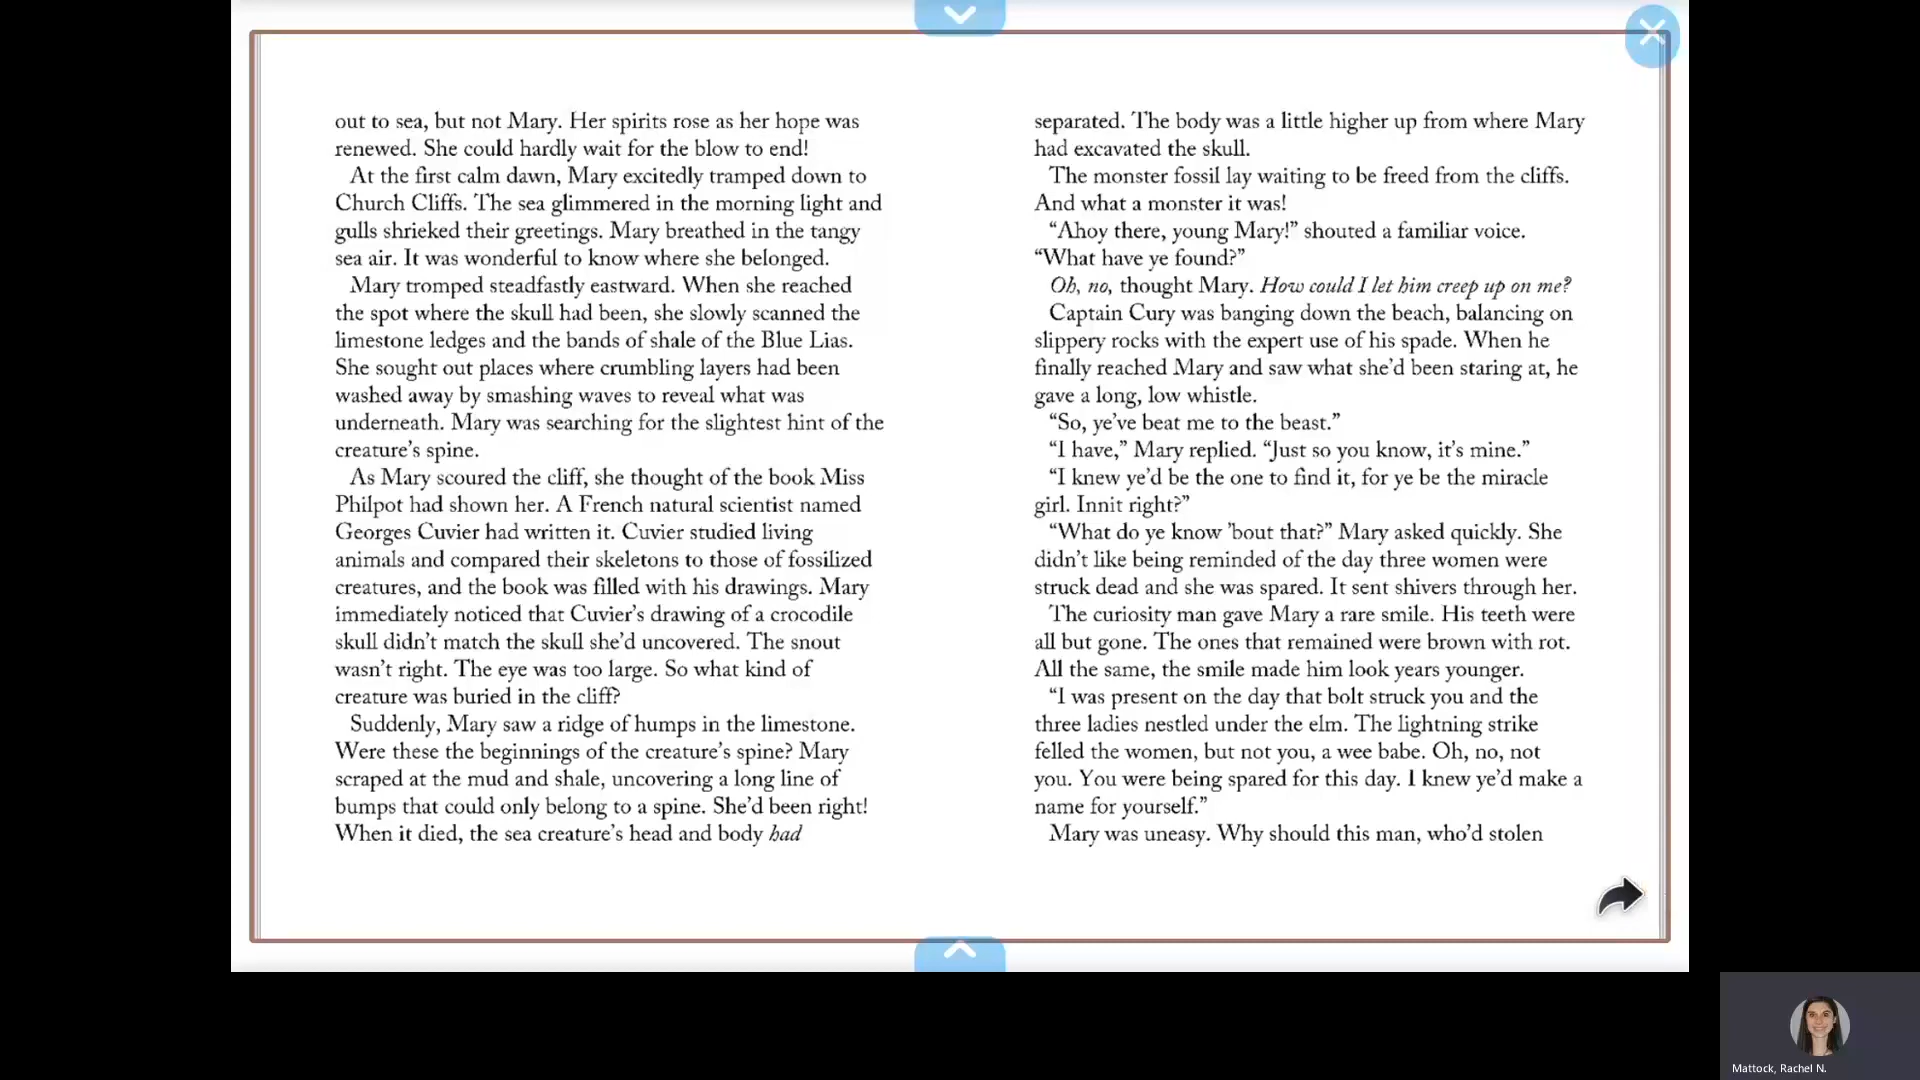 out to sea, but not Mary. Her spirits rose as her hope was
renewed. She could hardly wait for the blow to end!
At the first calm dawn, Mary excitedly tramped down to
Church Cliffs. The sea glimmered in the morning light and
gulls shrieked their greetings. Mary breathed in the tangy
sea air. It was wonderful to know where she belonged.
Mary tromped steadfastly eastward. When she reached
the spot where the skull had been, she slowly scanned the
limestone ledges and the bands of shale of the Blue Lias.
She sought out places where crumbling layers had been
washed away by smashing waves to reveal what was
underneath. Mary was searching for the slightest hint of the
creature’s spine.
As Mary scoured the cliff, she thought of the book Miss
Philpot had shown her. A French natural scientist named
Georges Cuvier had written it. Cuvier studied living
animals and compared their skeletons to those of fossilized
creatures, and the book was filled with his drawings. Mary
immediately noticed that Cuvier’s drawing of a crocodile
skull didn’t match the skull she’d uncovered. The snout
wasn’t right. The eye was too large. So what kind of
creature was buried in the cliff?
Suddenly, Mary saw a ridge of humps in the limestone.
Were these the beginnings of the creature’s spine? Mary
scraped at the mud and shale, uncovering a long line of
bumps that could only belong to a spine. She’d been right!
When it died, the sea creature’s head and body had
separated. The body was a little higher up from where Mary
had excavated the skull.
The monster fossil lay waiting to be freed from the cliffs.
And what a monster it was!
“Ahoy there, young Mary!” shouted a familiar voice.
“What have ye found?”
Oh, no, thought Mary. How could I let him creep up on me?
Captain Cury was banging down the beach, balancing on
slippery rocks with the expert use of his spade. When he
finally reached Mary and saw what she’d been staring at, he
gave a long, low whistle.
“So, ye’ve beat me to the beast.”
“I have,” Mary replied. “Just so you know, it’s mine.”
“I knew ye’d be the one to find it, for ye be the miracle
girl. Innit right?”
“What do ye know ’bout that?” Mary asked quickly. She
didn’t like being reminded of the day three women were
struck dead and she was spared. It sent shivers through her.
The curiosity man gave Mary a rare smile. His teeth were
all but gone. The ones that remained were brown with rot.
All the same, the smile made him look years younger.
“I was present on the day that bolt struck you and the
three ladies nestled under the elm. The lightning strike
felled the women, but not you, a wee babe. Oh, no, not
you. You were being spared for this day. I knew ye’d make a
name for yourself.”
Mary was uneasy. Why should this man, who’d stolen
Mattock, Rachel N.